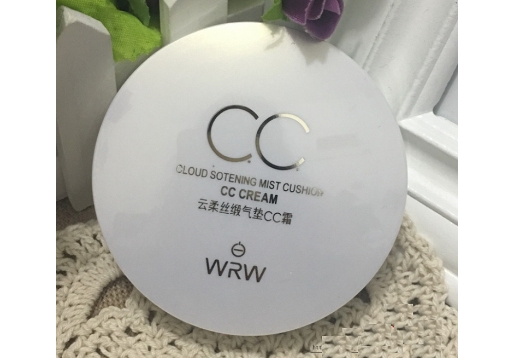 CC
CLOUD SOTENING MIST CUSHION
CC CREAM
云柔丝缎气垫CC霜
WRW